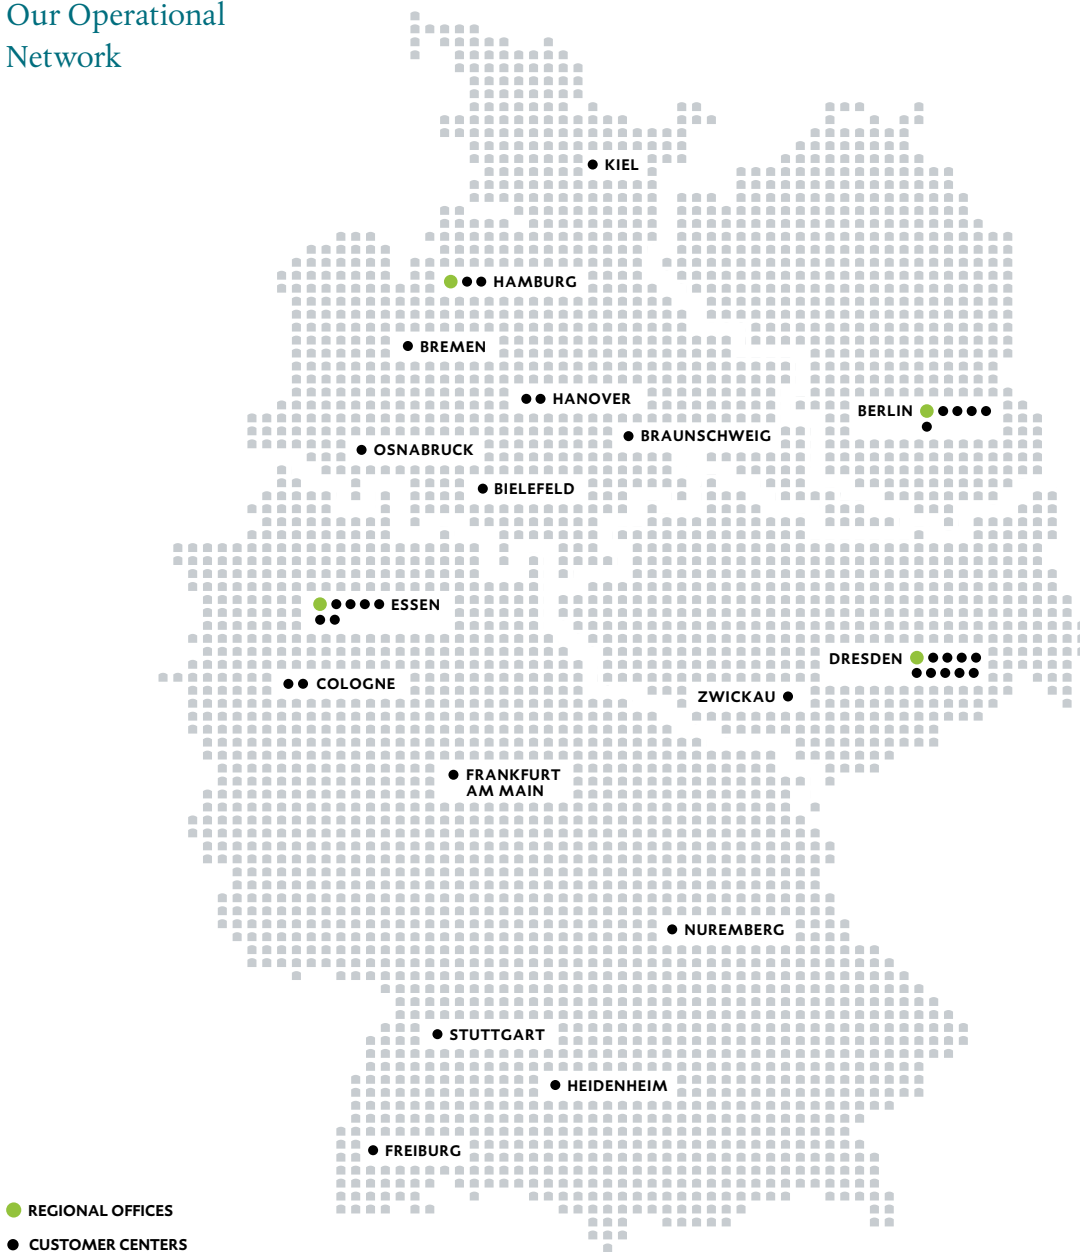 Our Operational
Network
KIEL
HAMBURG
BREMEN
HANOVER
BERLIN
BRAUNSCHWEIG
OSNABRUCK
BIELEFELD
ESSEN
DRESDEN
COLOGNE
ZWICKAU
FRANKFURT
AM MAIN
NUREMBERG
STUTTGART
HEIDENHEIM
FREIBURG
REGIONAL OFFICES
CUSTOMER CENTERS